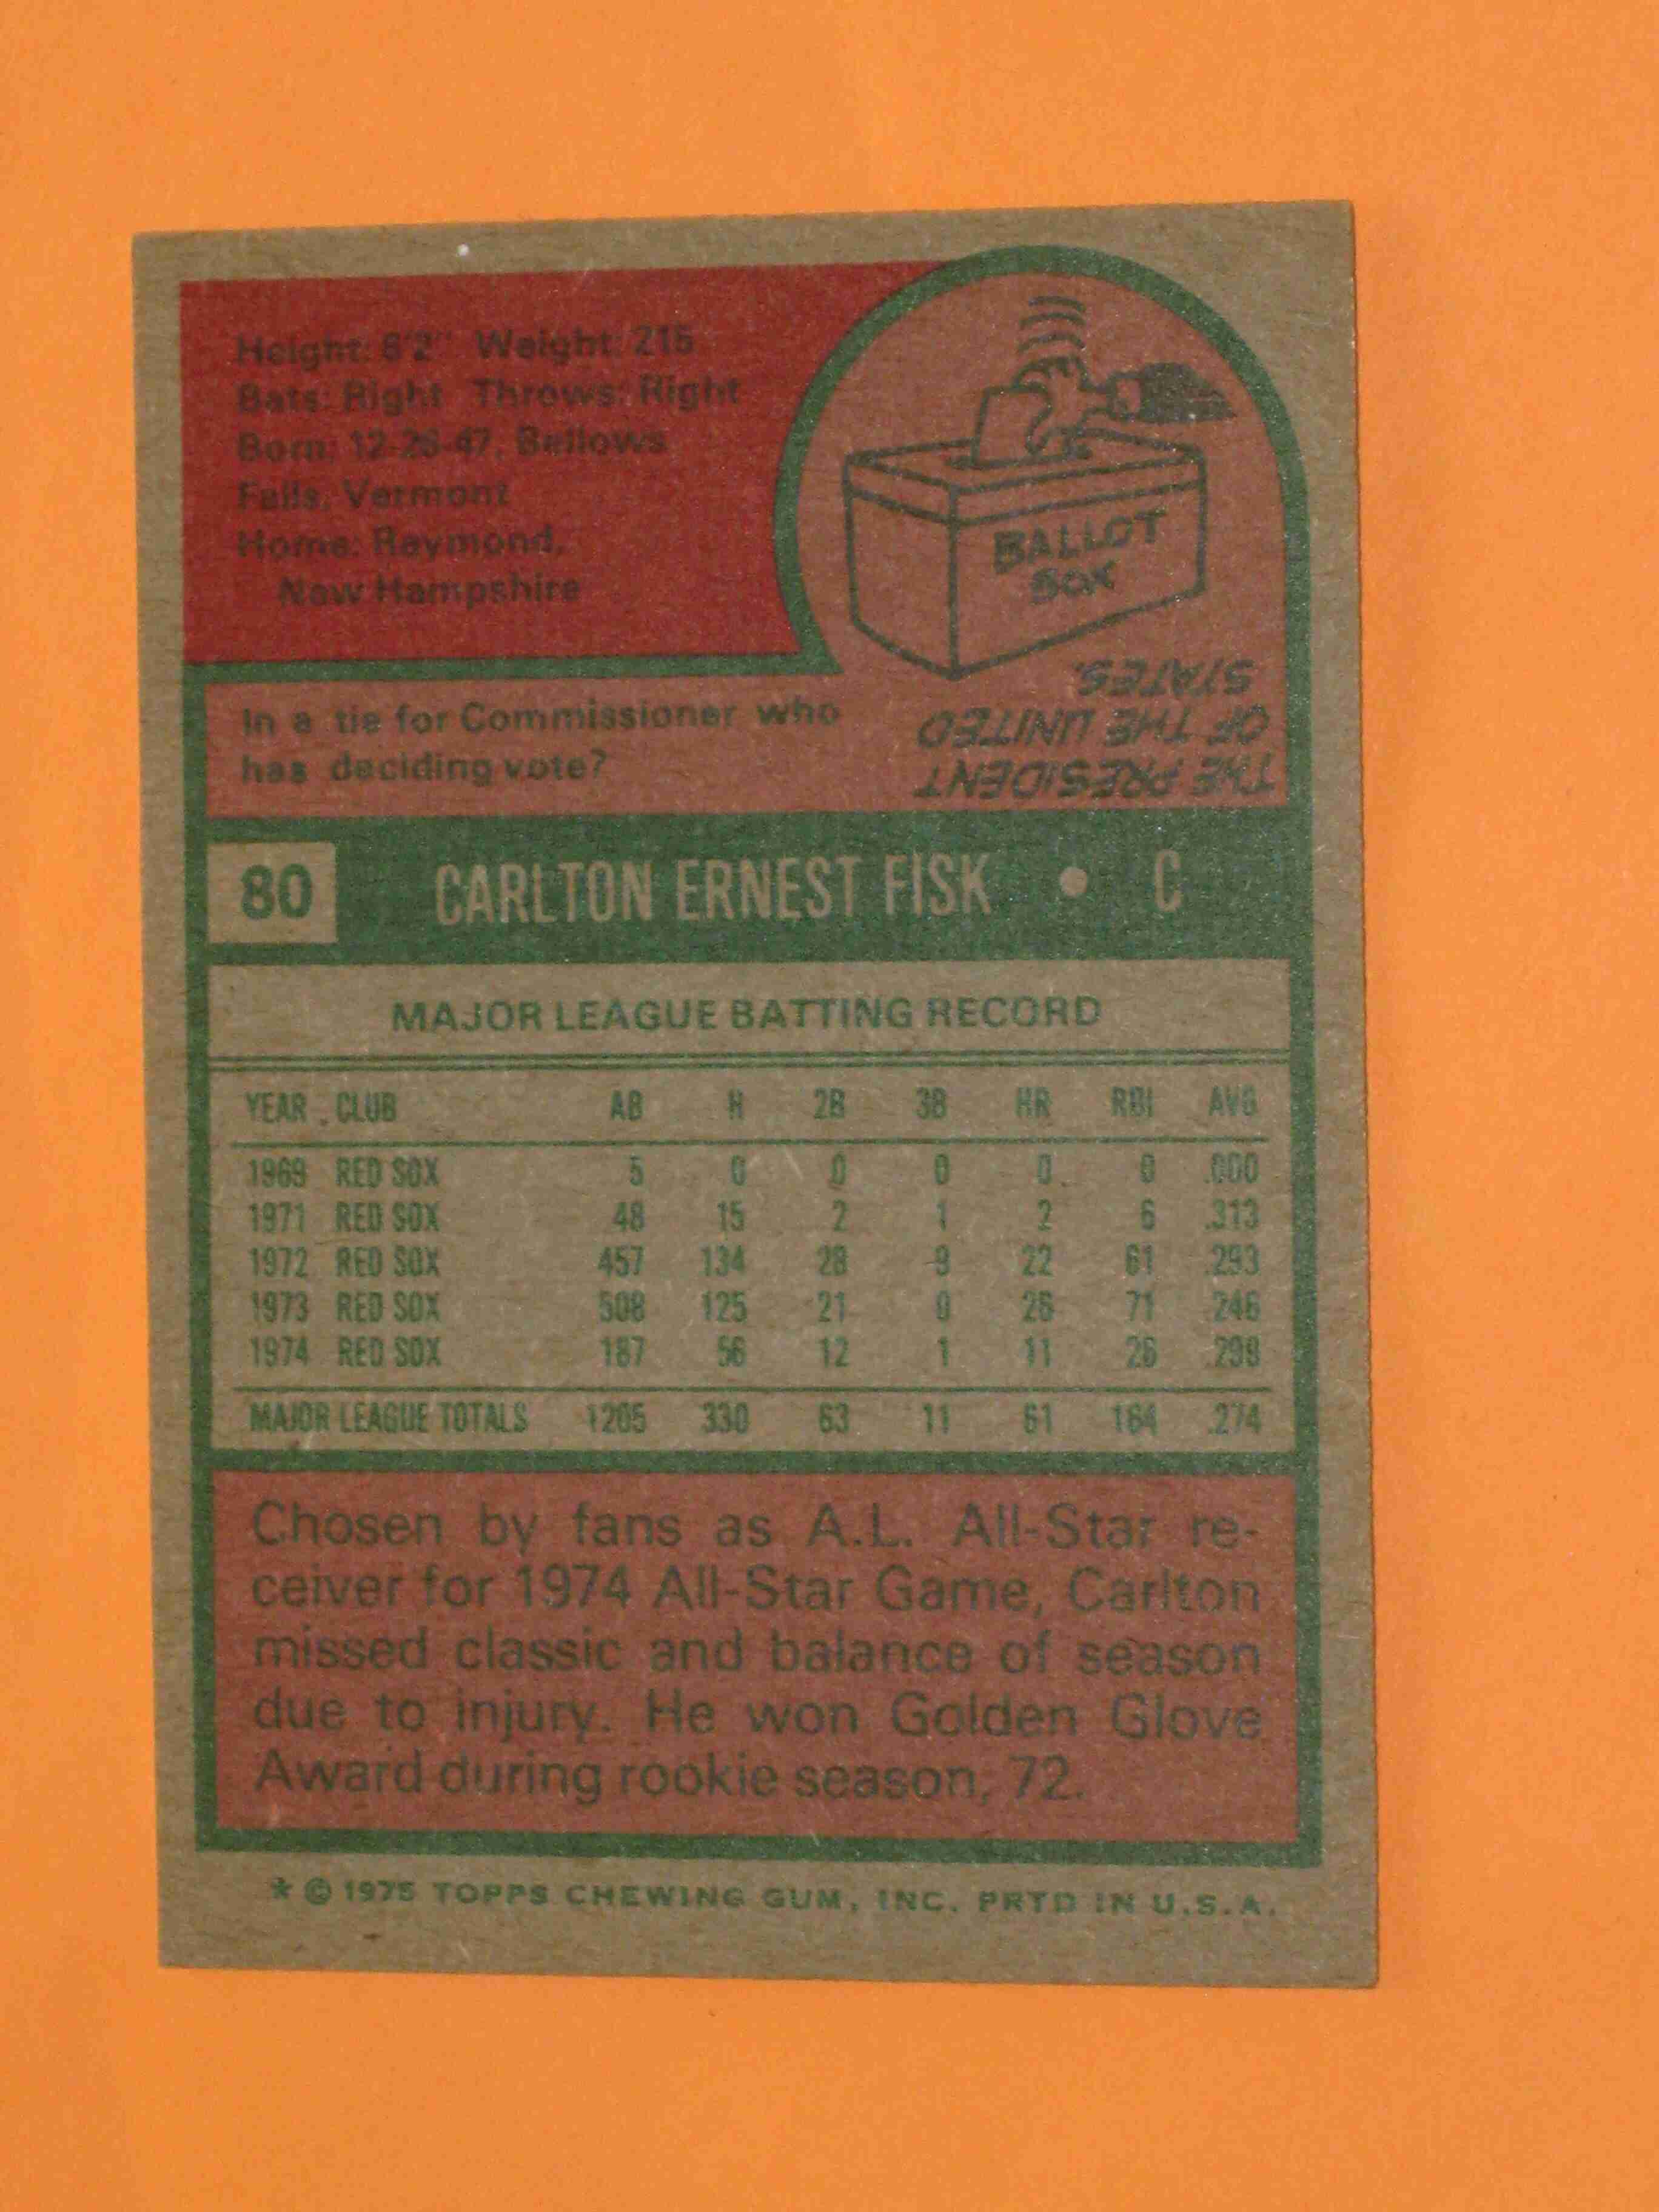 Height: 6'2" Weight: 215
Bats: Right Throws: Right
Born: 12-26-47, Bellows
Falls, Vermont
Home: Raymond,
New Hampshire
BALLOT
BOX
In a tie for Commissioner who
has deciding vote?
THE PRESIDENT
OF THE UNITED
STATES.
80 CARLTON ERNEST FISK • C
MAJOR LEAGUE BATTING RECORD
YEAR CLUB AB H 2B 3B HR RBI AVG
1969 RED SOX 5 0 0 0 0 0 .000
1971 RED SOX 48 15 2 1 2 6 .313
1972 RED SOX 457 134 28 9 22 61 .293
1973 RED SOX 508 125 21 0 26 71 .246
1974 RED SOX 187 56 12 1 11 26 .299
MAJOR LEAGUE TOTALS 1205 330 63 11 61 164 .274
Chosen by fans as A.L. All-Star re-
ceiver for 1974 All-Star Game, Carlton
missed classic and balance of season
due to injury. He won Golden Glove
Award during rookie season, 72.
* © 1975 TOPPS CHEWING GUM, INC. PRTD IN U.S.A.